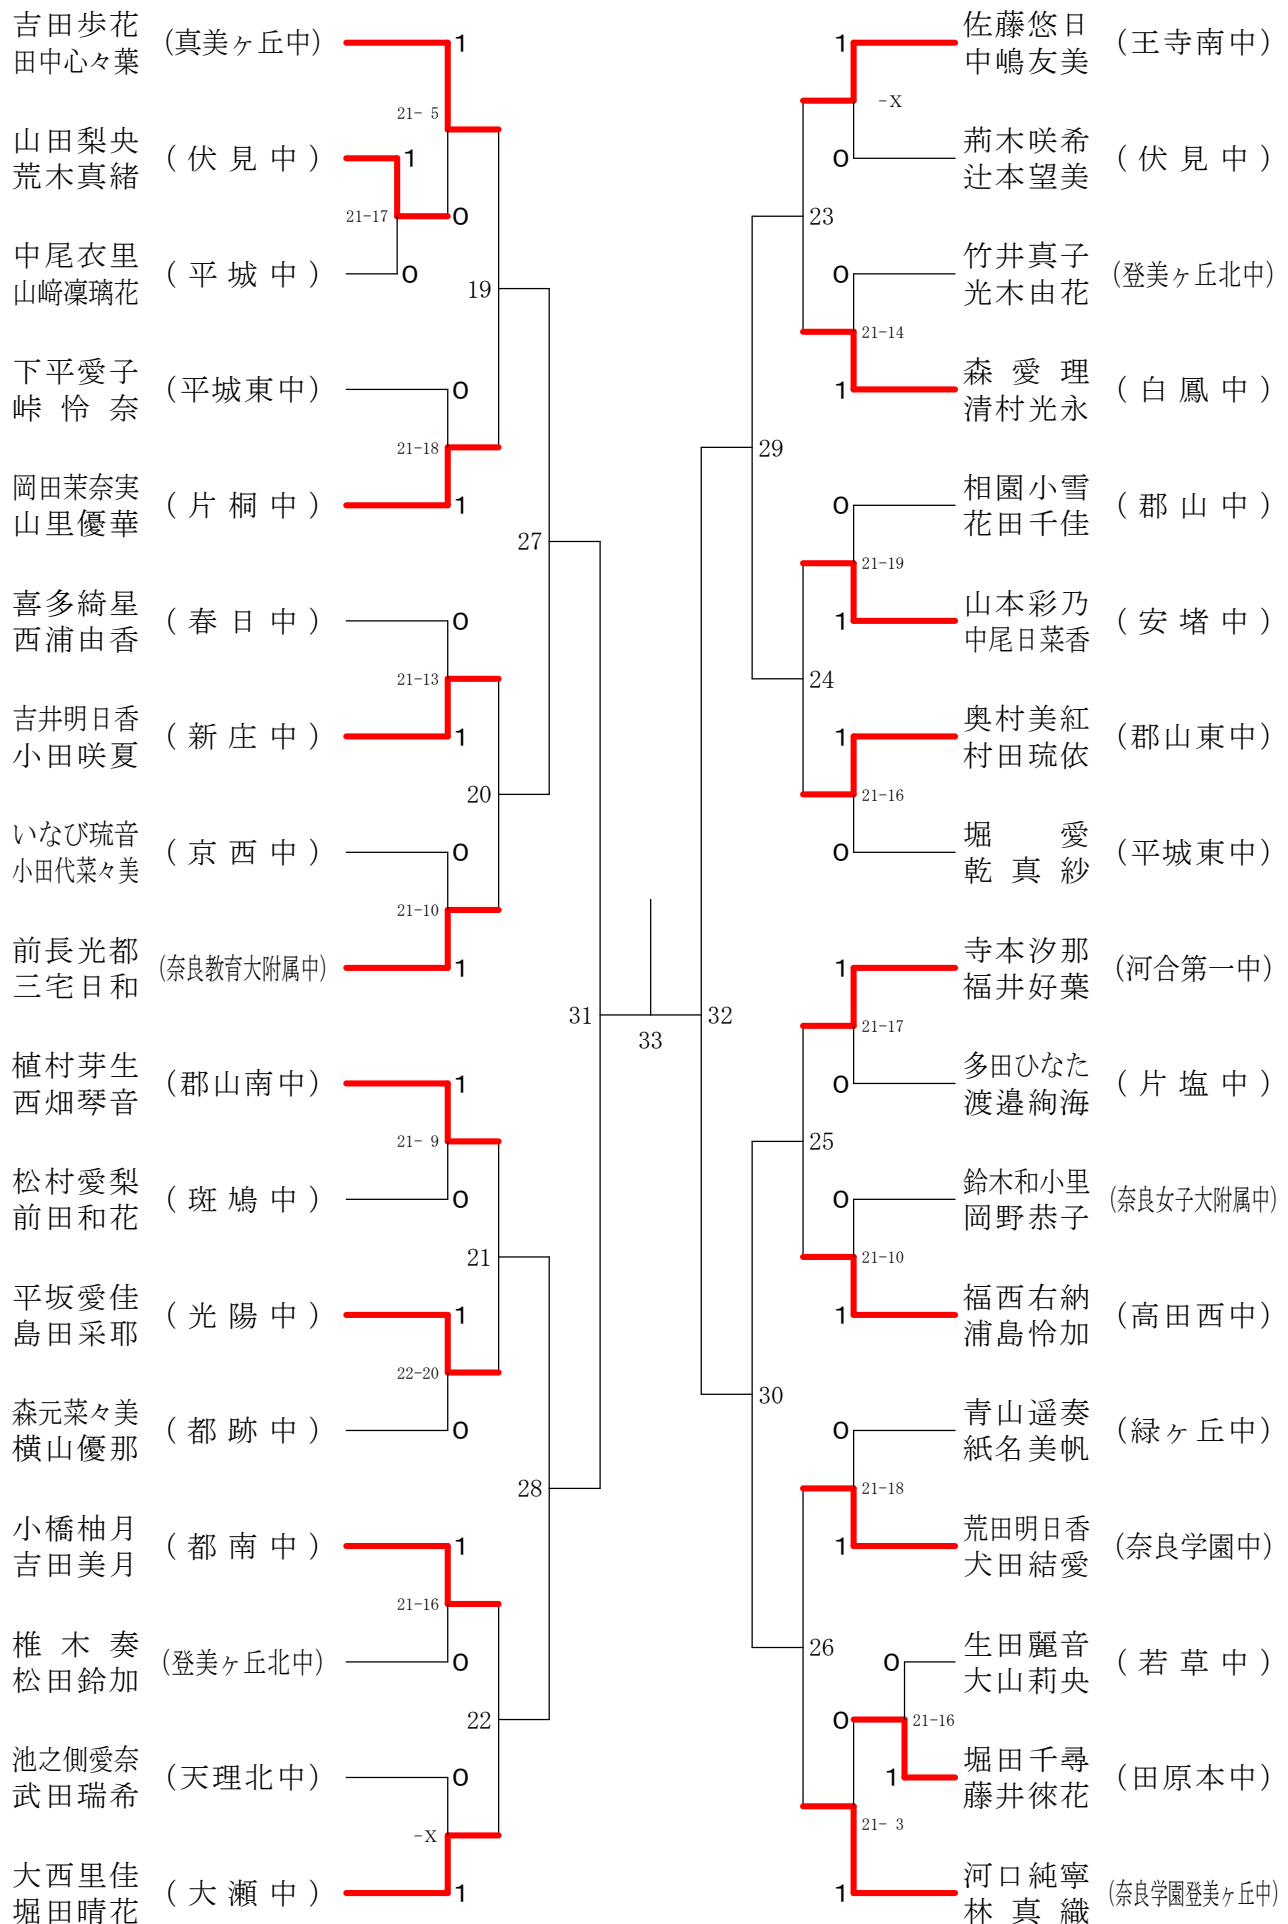 吉田歩花
田中心々葉
(真美ヶ丘中)
1
21- 5
山田梨央
荒木真緒
(伏見中)
1
21-17
0
中尾衣里
山﨑凜璃花
(平城中)
0
19
下平愛子
峠怜奈
(平城東中)
0
21-18
岡田茉奈実
山里優華
(片桐中)
1
27
喜多綺星
西浦由香
(春日中)
0
21-13
吉井明日香
小田咲夏
(新庄中)
1
20
いなび琉音
小田代菜々美
(京西中)
0
21-10
前長光都
三宅日和
(奈良教育大附属中)
1
31
33
植村芽生
西畑琴音
(郡山南中)
1
21- 9
松村愛梨
前田和花
(斑鳩中)
0
21
平坂愛佳
島田采耶
(光陽中)
1
22-20
森元菜々美
横山優那
(都跡中)
0
28
小橋柚月
吉田美月
(都南中)
1
21-16
椎木奏
松田鈴加
(登美ヶ丘北中)
0
22
池之側愛奈
武田瑞希
(天理北中)
0
-X
大西里佳
堀田晴花
(大瀬中)
1
佐藤悠日
中嶋友美
(王寺南中)
1
-X
荊木咲希
辻本望美
(伏見中)
0
23
竹井真子
光木由花
(登美ヶ丘北中)
0
21-14
森愛理
清村光永
(白鳳中)
1
29
相園小雪
花田千佳
(郡山中)
0
21-19
山本彩乃
中尾日菜香
(安堵中)
1
24
奥村美紅
村田琉依
(郡山東中)
1
21-16
堀愛
乾真紗
(平城東中)
0
32
寺本汐那
福井好葉
(河合第一中)
1
21-17
多田ひなた
渡邉絢海
(片塩中)
0
25
鈴木和小里
岡野恭子
(奈良女子大附属中)
0
21-10
福西右納
浦島怜加
(高田西中)
1
30
青山遥奏
紙名美帆
(緑ヶ丘中)
0
21-18
荒田明日香
犬田結愛
(奈良学園中)
1
26
生田麗音
大山莉央
(若草中)
0
0
21-16
堀田千尋
藤井徠花
(田原本中)
1
21- 3
河口純寧
林真織
(奈良学園登美ヶ丘中)
1